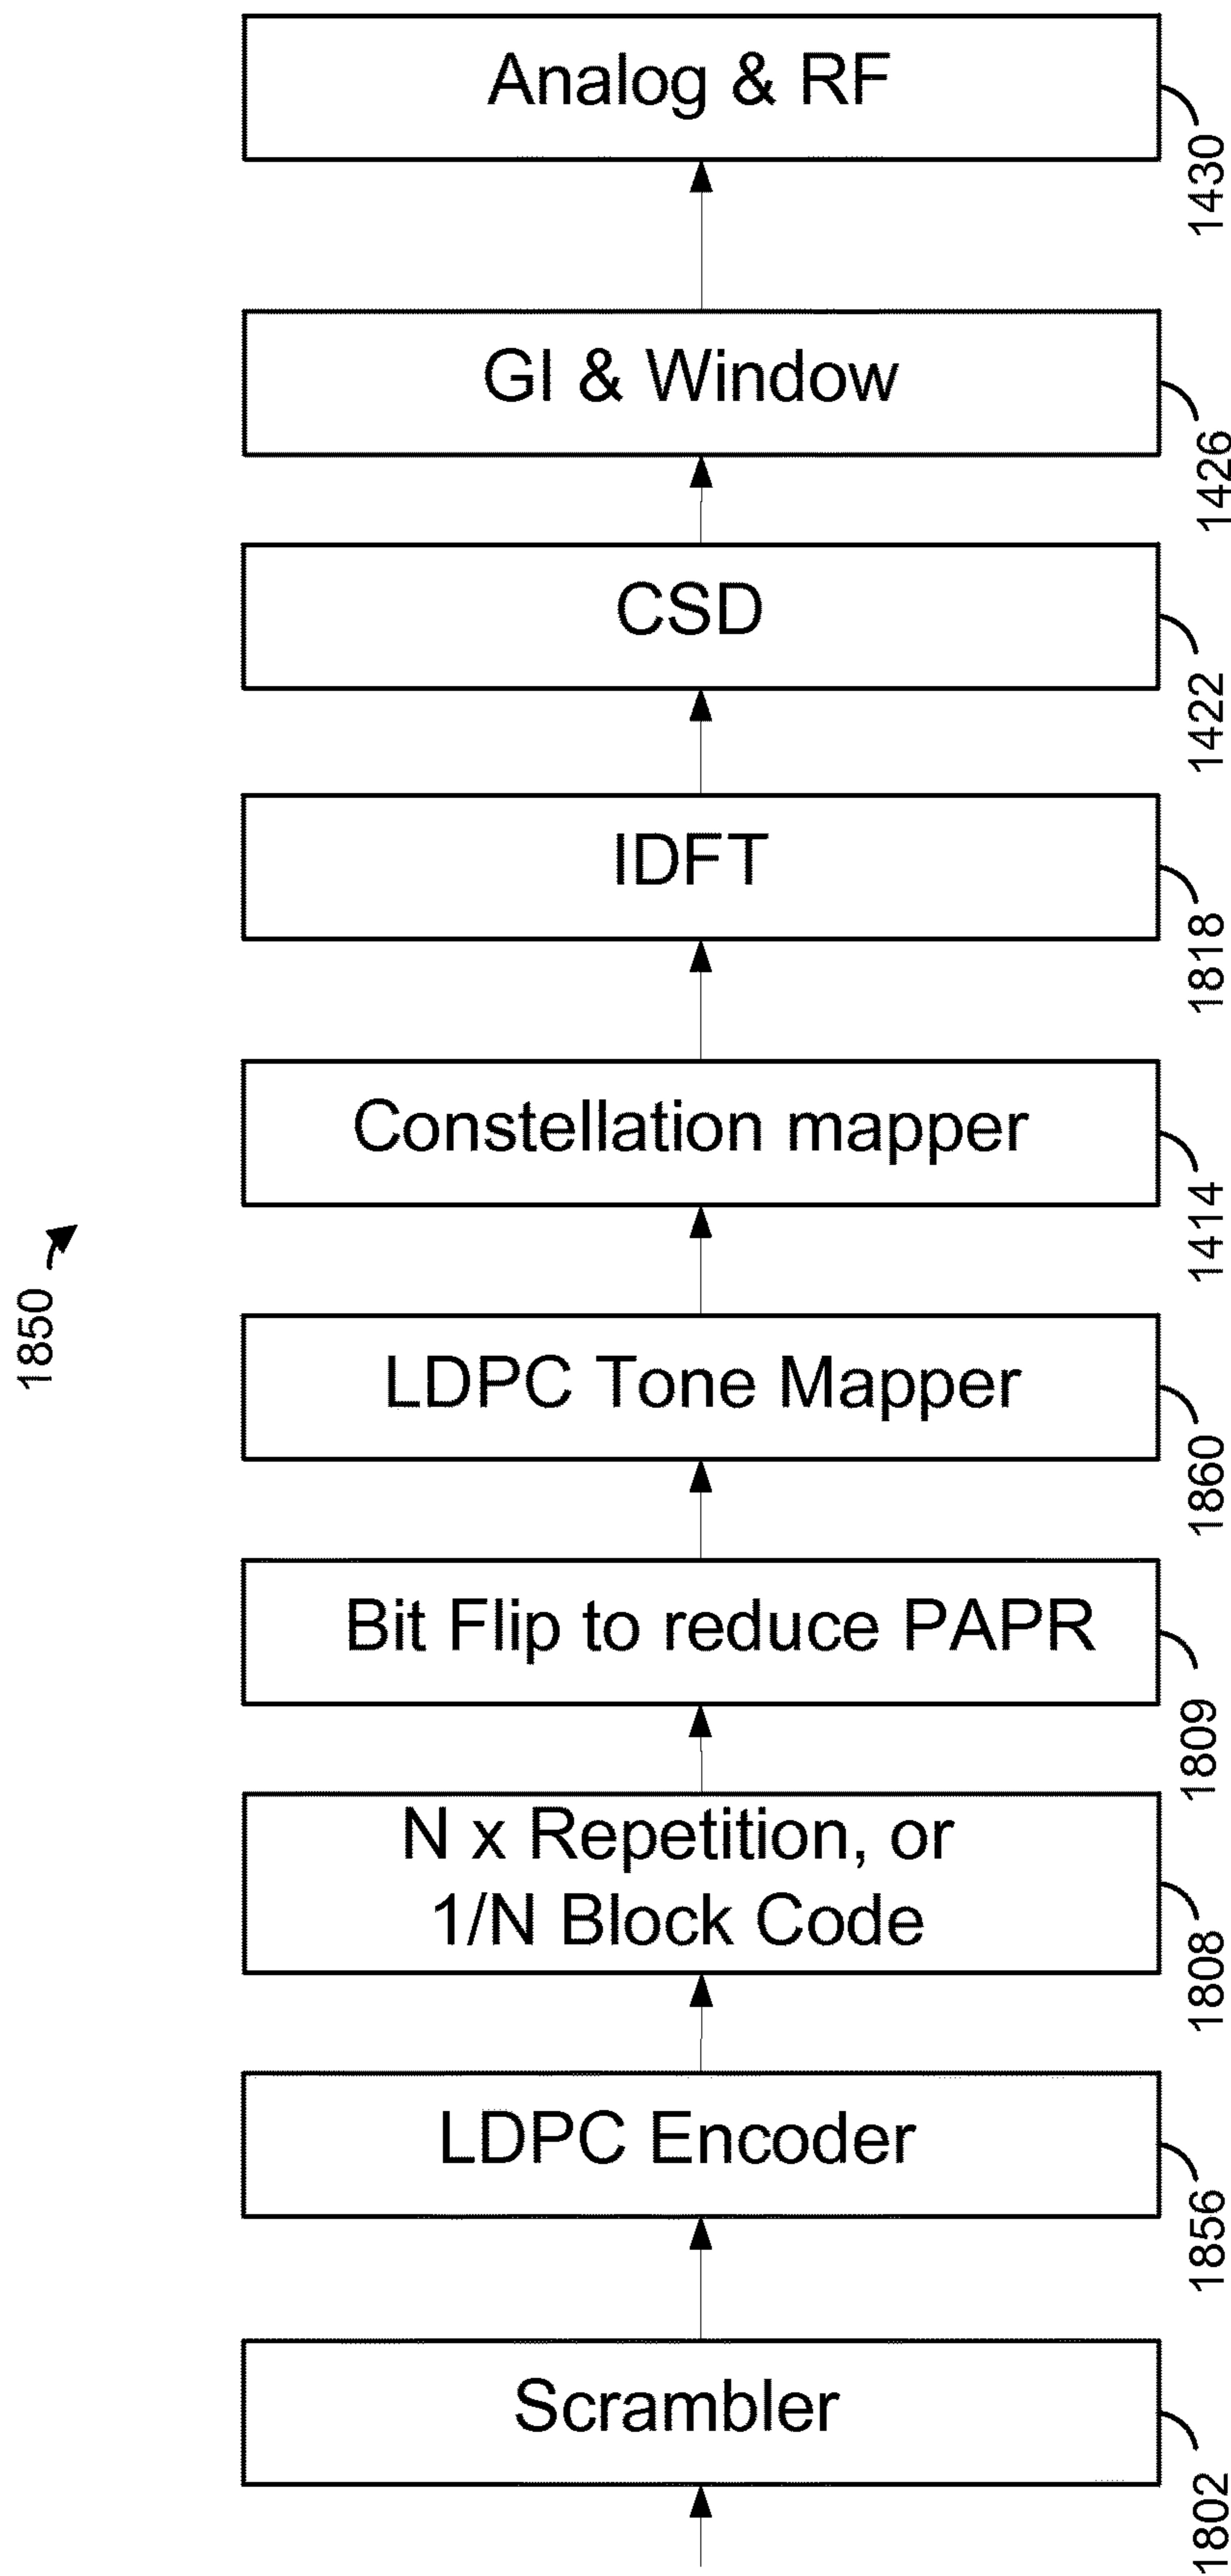 Analog & RF
1430
GI & Window
1426
CSD
1422
IDFT
1818
Constellation mapper
1414
1850
LDPC Tone Mapper
1860
Bit Flip to reduce PAPR
1809
N x Repetition, or
1/N Block Code
1808
LDPC Encoder
1856
Scrambler
1802